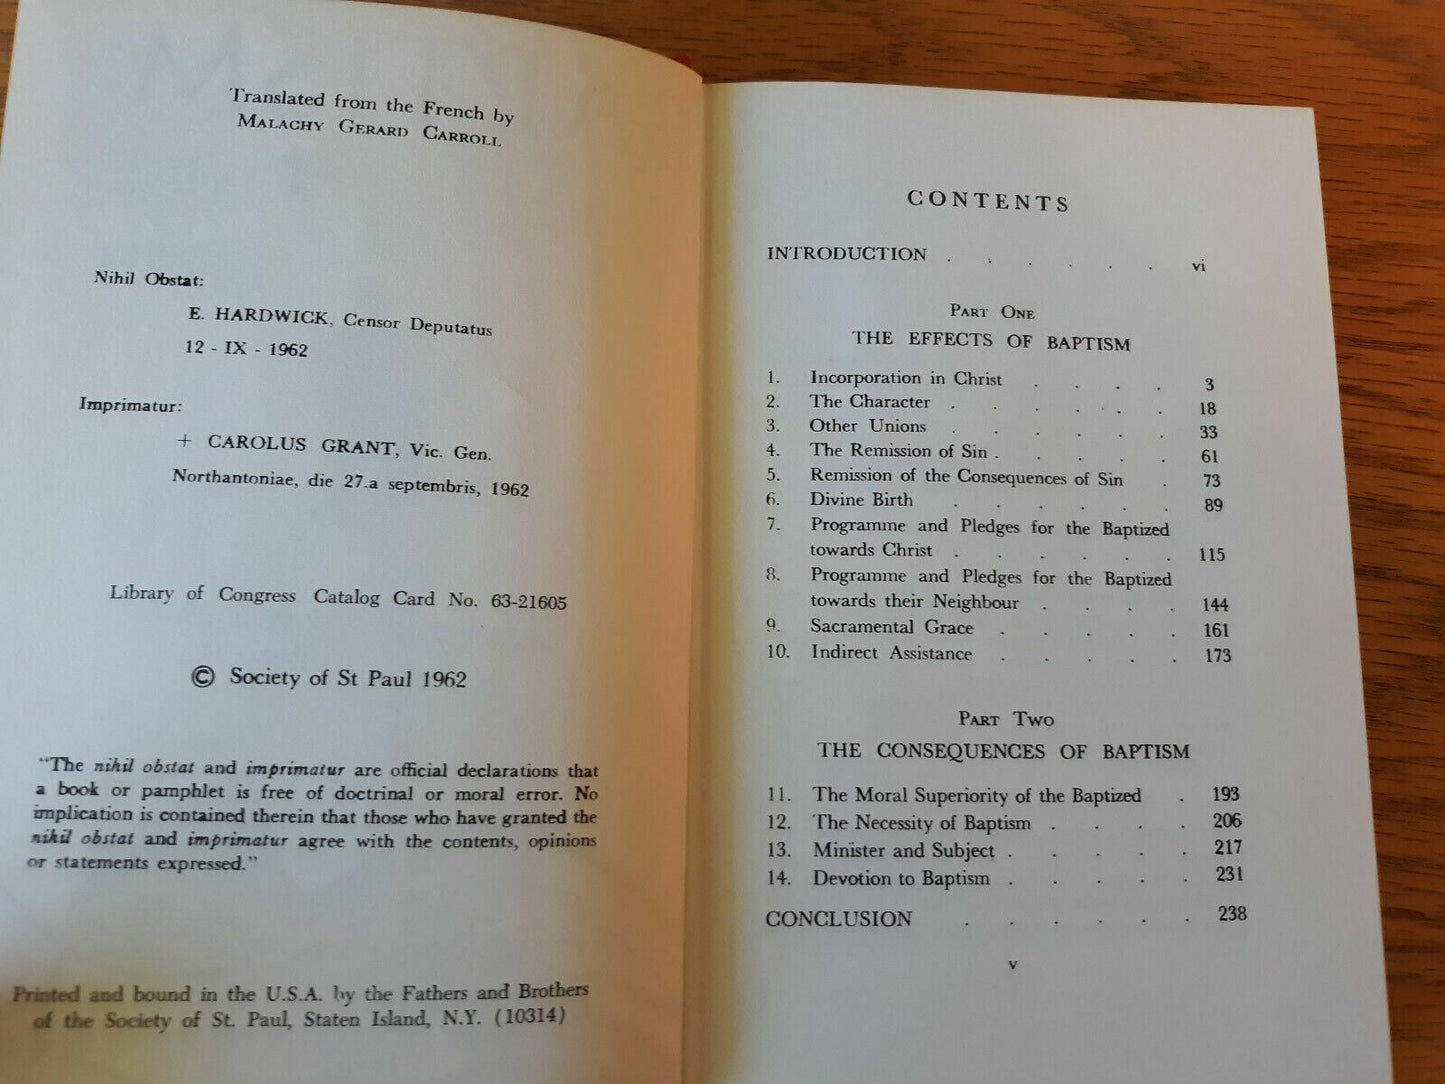 Translated from the French by
MALACHY GERARD CARROLL
Nihil Obstat:
E. HARDWICK, Censor Deputatus
12 - IX - 1962
Imprimatur:
+ CAROLUS GRANT, Vic. Gen.
Northantoniae, die 27.a septembris, 1962
Library of Congress Catalog Card No. 63-21605
© Society of St Paul 1962
"The nihil obstat and imprimatur are official declarations that
a book or pamphlet is free of doctrinal or moral error. No
implication is contained therein that those who have granted the
nihil obstat and imprimatur agree with the contents, opinions
or statements expressed."
Printed and bound in the U.S.A. by the Fathers and Brothers
of the Society of St. Paul, Staten Island, N.Y. (10314)
CONTENTS
INTRODUCTION . . . . . . vi
PART ONE
THE EFFECTS OF BAPTISM
1. Incorporation in Christ . . . . 3
2. The Character . . . . . . 18
3. Other Unions . . . . . . 33
4. The Remission of Sin . . . . . 61
5. Remission of the Consequences of Sin . 73
6. Divine Birth . . . . . . 89
7. Programme and Pledges for the Baptized
towards Christ . . . . . . 115
8. Programme and Pledges for the Baptized
towards their Neighbour . . . . 144
9. Sacramental Grace . . . . . 161
10. Indirect Assistance . . . . . 173
PART TWO
THE CONSEQUENCES OF BAPTISM
11. The Moral Superiority of the Baptized . 193
12. The Necessity of Baptism . . . . 206
13. Minister and Subject . . . . . 217
14. Devotion to Baptism . . . . . 231
CONCLUSION . . . . . . 238
v